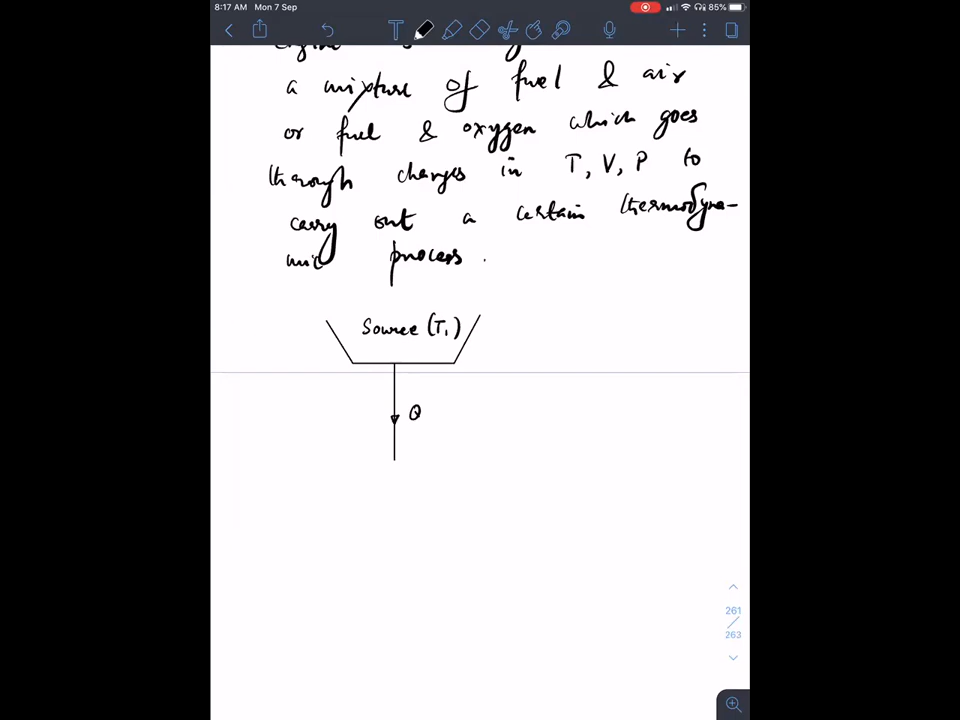 8:17 AM Mon 7 Sep 85%
a mixture of fuel & air
or fuel & oxygen which goes
through changes in T, V, P to
carry out a certain thermodyna-
mic process.
Source (T1)
Q
261
263